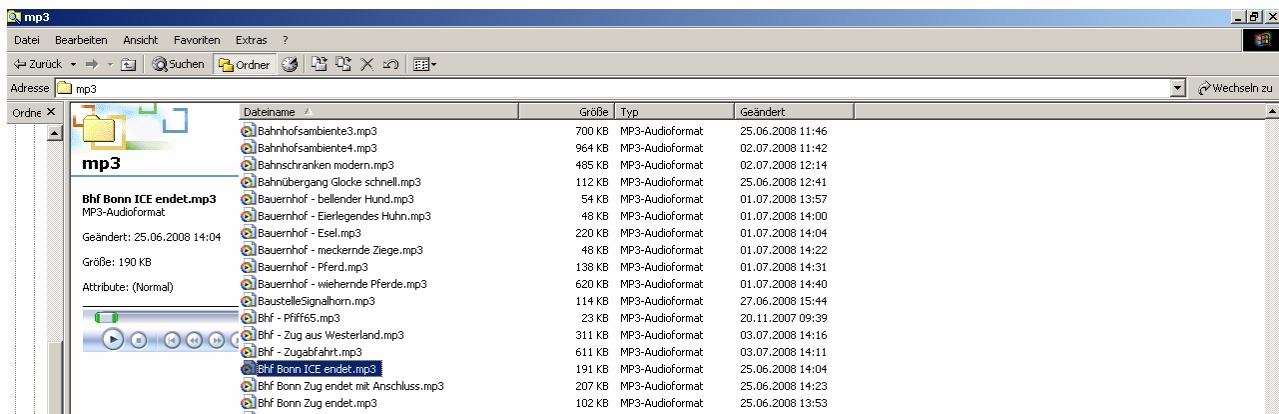 mp3
Datei Bearbeiten Ansicht Favoriten Extras ?
Zurück Suchen Ordner
Adresse mp3 Wechseln zu
Ordne
mp3
Bhf Bonn ICE endet.mp3
MP3-Audioformat
Geändert: 25.06.2008 14:04
Größe: 190 KB
Attribute: (Normal)
Dateiname Größe Typ Geändert
Bahnhofsambiente3.mp3 700 KB MP3-Audioformat 25.06.2008 11:46
Bahnhofsambiente4.mp3 964 KB MP3-Audioformat 02.07.2008 11:42
Bahnschranken modern.mp3 485 KB MP3-Audioformat 02.07.2008 12:14
Bahnübergang Glocke schnell.mp3 112 KB MP3-Audioformat 25.06.2008 12:41
Bauernhof - bellender Hund.mp3 54 KB MP3-Audioformat 01.07.2008 13:57
Bauernhof - Eierlegendes Huhn.mp3 48 KB MP3-Audioformat 01.07.2008 14:00
Bauernhof - Esel.mp3 220 KB MP3-Audioformat 01.07.2008 14:04
Bauernhof - meckernde Ziege.mp3 48 KB MP3-Audioformat 01.07.2008 14:22
Bauernhof - Pferd.mp3 138 KB MP3-Audioformat 01.07.2008 14:31
Bauernhof - wiehernde Pferde.mp3 620 KB MP3-Audioformat 01.07.2008 14:40
BaustelleSignalhorn.mp3 114 KB MP3-Audioformat 27.06.2008 15:44
Bhf - Pfiff65.mp3 23 KB MP3-Audioformat 20.11.2007 09:39
Bhf - Zug aus Westerland.mp3 311 KB MP3-Audioformat 03.07.2008 14:16
Bhf - Zugabfahrt.mp3 611 KB MP3-Audioformat 03.07.2008 14:11
Bhf Bonn ICE endet.mp3 191 KB MP3-Audioformat 25.06.2008 14:04
Bhf Bonn Zug endet mit Anschluss.mp3 207 KB MP3-Audioformat 25.06.2008 14:23
Bhf Bonn Zug endet.mp3 102 KB MP3-Audioformat 25.06.2008 13:53